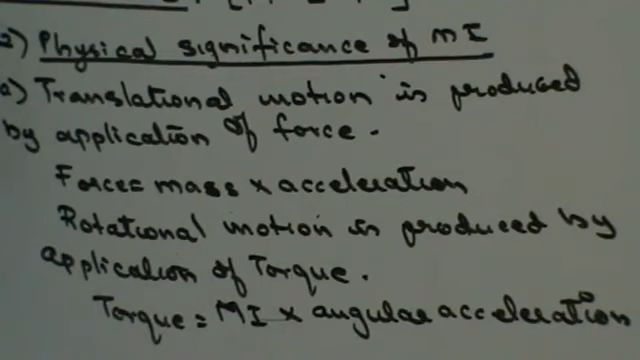 2) Physical significance of MI
a) Translational motion is produced
by application of force.
Force = mass x acceleration
Rotational motion is produced by
application of Torque.
Torque = MI x angular acceleration